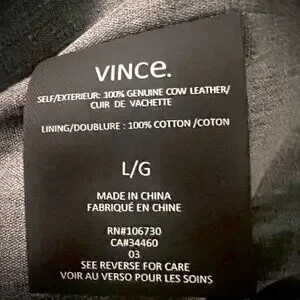 VINCE.
SELF/EXTERIEUR: 100% GENUINE COW LEATHER/
CUIR DE VACHETTE
LINING/DOUBLURE : 100% COTTON /COTON
L/G
MADE IN CHINA
FABRIQUÉ EN CHINE
RN#106730
CA#34460
03
SEE REVERSE FOR CARE
VOIR AU VERSO POUR LES SOINS